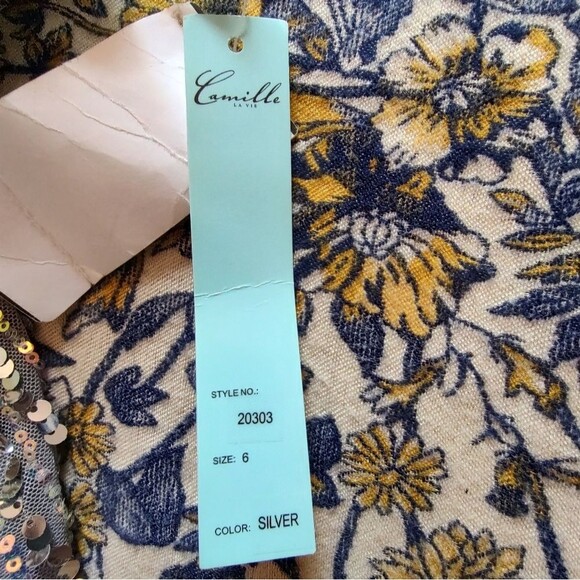 Camille
LA VIE
STYLE NO.:
20303
SIZE: 6
COLOR: SILVER